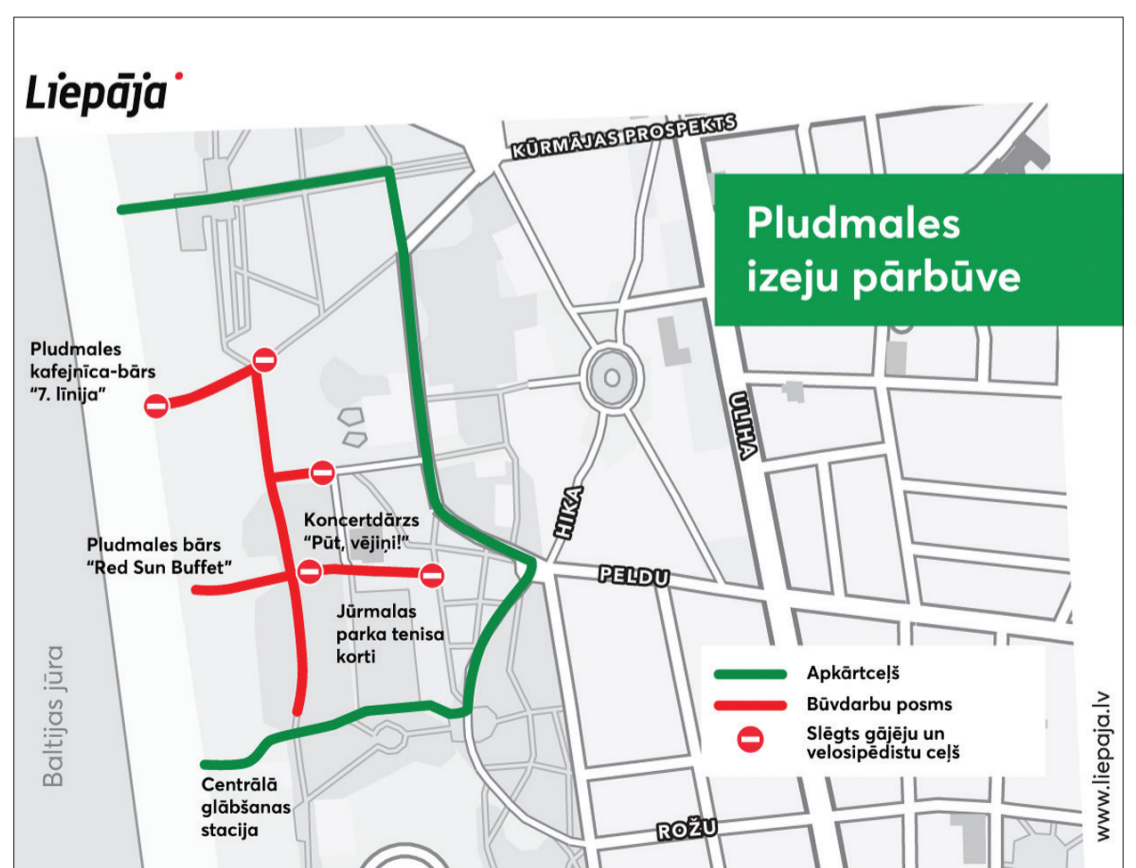 Liepāja
KŪRMĀJAS PROSPEKTS
Pludmales
izeju pārbūve
Pludmales
kafejnīca-bārs
“7. līnija”
ULIHA
HIKA
Koncertdārzs
“Pūt, vējiņi!”
Pludmales bārs
“Red Sun Buffet”
PELDU
Jūrmalas
parka tenisa
korti
Baltijas jūra
Apkārtceļš
Būvdarbu posms
Slēgts gājēju un
velosipēdistu ceļš
Centrālā
glābšanas
stacija
ROŽU
www.liepaja.lv